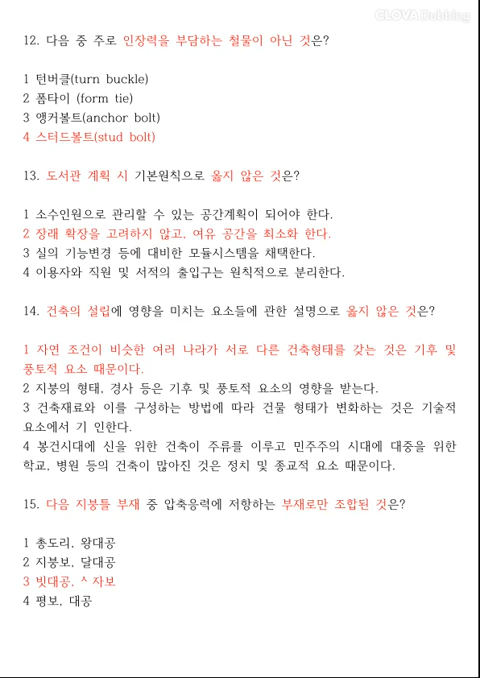 CLOVA Dubbing
12. 다음 중 주로 인장력을 부담하는 철물이 아닌 것은?
1 턴버클(turn buckle)
2 폼타이 (form tie)
3 앵커볼트(anchor bolt)
4 스터드볼트(stud bolt)
13. 도서관 계획 시 기본원칙으로 옳지 않은 것은?
1 소수인원으로 관리할 수 있는 공간계획이 되어야 한다.
2 장래 확장을 고려하지 않고, 여유 공간을 최소화 한다.
3 실의 기능변경 등에 대비한 모듈시스템을 채택한다.
4 이용자와 직원 및 서적의 출입구는 원칙적으로 분리한다.
14. 건축의 설립에 영향을 미치는 요소들에 관한 설명으로 옳지 않은 것은?
1 자연 조건이 비슷한 여러 나라가 서로 다른 건축형태를 갖는 것은 기후 및
풍토적 요소 때문이다.
2 지붕의 형태, 경사 등은 기후 및 풍토적 요소의 영향을 받는다.
3 건축재료와 이를 구성하는 방법에 따라 건물 형태가 변화하는 것은 기술적
요소에서 기 인한다.
4 봉건시대에 신을 위한 건축이 주류를 이루고 민주주의 시대에 대중을 위한
학교, 병원 등의 건축이 많아진 것은 정치 및 종교적 요소 때문이다.
15. 다음 지붕틀 부재 중 압축응력에 저항하는 부재로만 조합된 것은?
1 층도리, 왕대공
2 지붕보, 달대공
3 빗대공, ^ 자보
4 평보, 대공